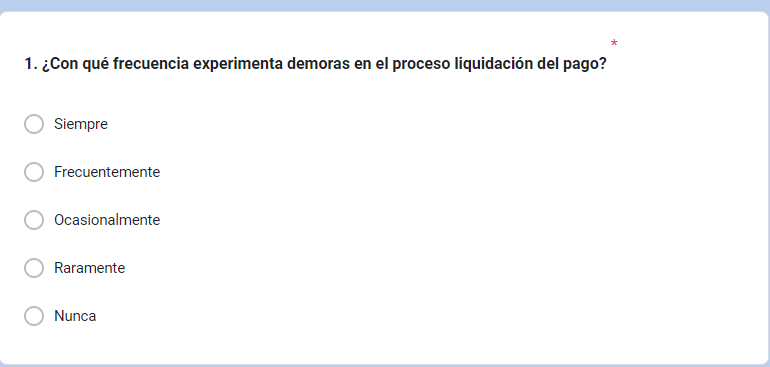 1. ¿Con qué frecuencia experimenta demoras en el proceso liquidación del pago? *
Siempre
Frecuentemente
Ocasionalmente
Raramente
Nunca